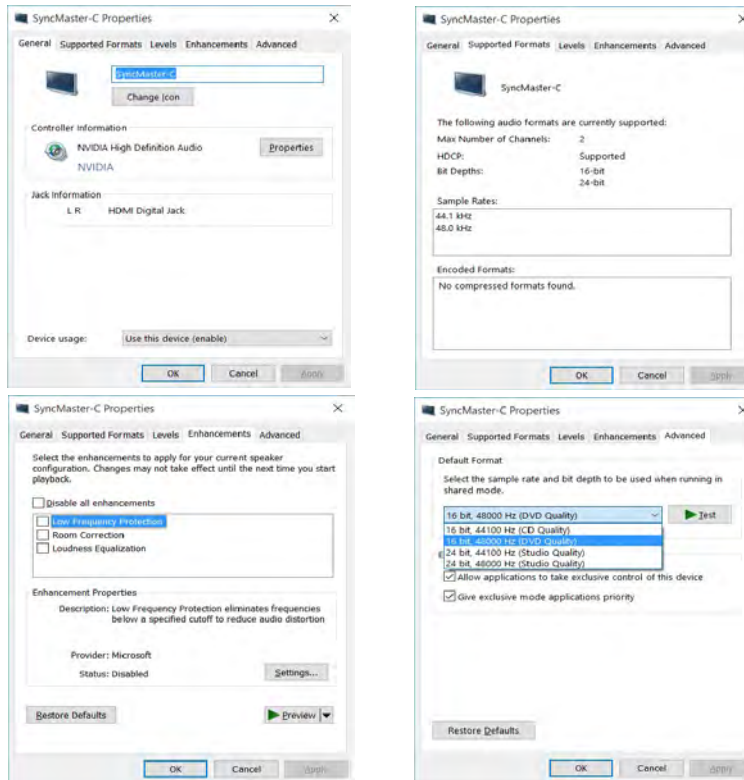 SyncMaster-C Properties
General Supported Formats Levels Enhancements Advanced
SyncMaster-C
Change Icon
Controller Information
NVIDIA High Definition Audio
Properties
NVIDIA
Jack Information
L R HDMI Digital Jack
Device usage: Use this device (enable)
OK Cancel Apply
SyncMaster-C Properties
General Supported Formats Levels Enhancements Advanced
SyncMaster-C
The following audio formats are currently supported:
Max Number of Channels: 2
HDCP: Supported
Bit Depths: 16-bit
24-bit
Sample Rates:
44.1 kHz
48.0 kHz
Encoded Formats:
No compressed formats found.
OK Cancel Apply
SyncMaster-C Properties
General Supported Formats Levels Enhancements Advanced
Select the enhancements to apply for your current speaker
configuration. Changes may not take effect until the next time you start
playback.
Disable all enhancements
Low Frequency Protection
Room Correction
Loudness Equalization
Enhancement Properties
Description: Low Frequency Protection eliminates frequencies
below a specified cutoff to reduce audio distortion
Provider: Microsoft
Status: Disabled
Settings...
Restore Defaults
Preview
OK Cancel Apply
SyncMaster-C Properties
General Supported Formats Levels Enhancements Advanced
Default Format
Select the sample rate and bit depth to be used when running in
shared mode.
16 bit, 48000 Hz (DVD Quality)
Test
16 bit, 44100 Hz (CD Quality)
16 bit, 48000 Hz (DVD Quality)
24 bit, 44100 Hz (Studio Quality)
24 bit, 48000 Hz (Studio Quality)
Allow applications to take exclusive control of this device
Give exclusive mode applications priority
Restore Defaults
OK Cancel Apply